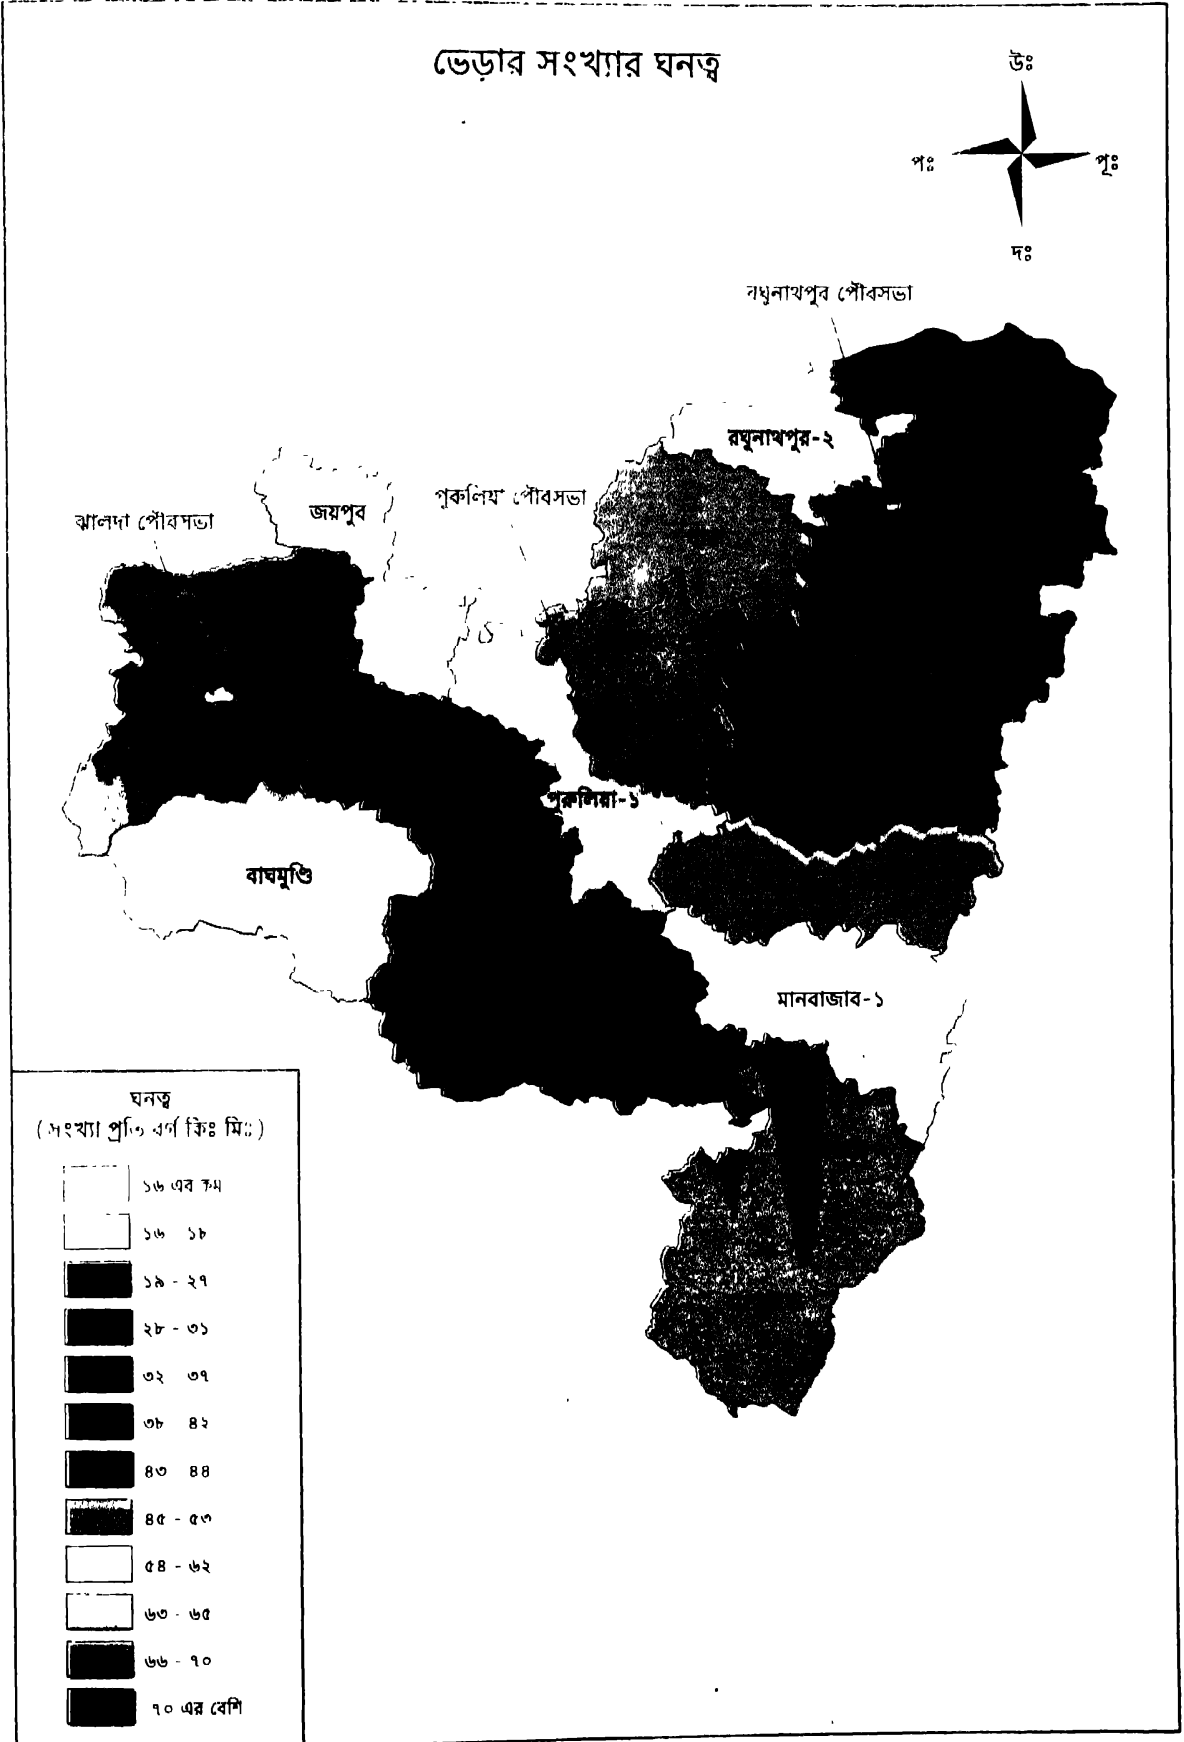 ভেড়ার সংখ্যার ঘনত্ব
উঃ
পঃ
পূঃ
দঃ
রঘুনাথপুর পৌরসভা
রঘুনাথপুর-২
পুরুলিয়া পৌরসভা
জয়পুর
ঝালদা পৌরসভা
পুরুলিয়া-১
বাঘমুণ্ডি
মানবাজার-১
ঘনত্ব
(সংখ্যা প্রতি বর্গ কিঃ মিঃ)
১৬ এর কম
১৬ ১৮
১৯ - ২৭
২৮ - ৩১
৩২ ৩৭
৩৮ ৪২
৪৩ ৪৪
৪৫ - ৫৩
৫৪ - ৬২
৬৩ - ৬৫
৬৬ - ৭০
৭০ এর বেশি